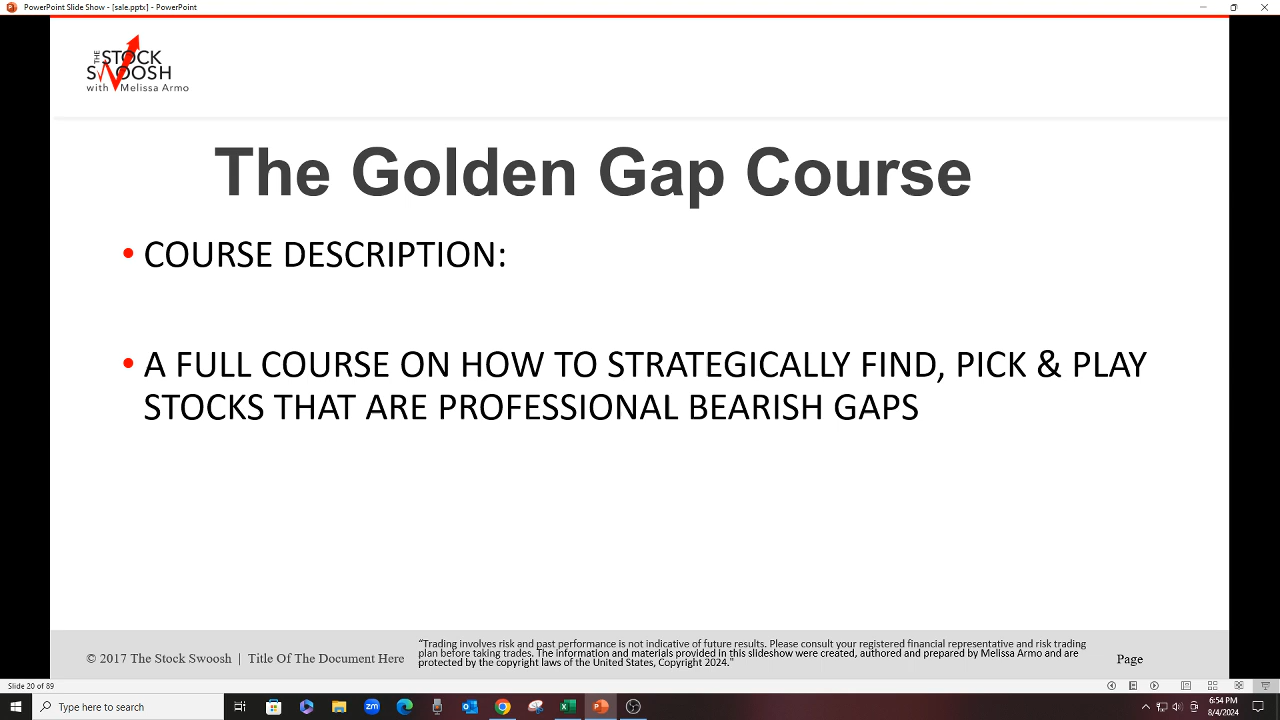 PowerPoint Slide Show - [sale.pptx] - PowerPoint
THE STOCK
SWOOSH
with Melissa Armo
The Golden Gap Course
• COURSE DESCRIPTION:
• A FULL COURSE ON HOW TO STRATEGICALLY FIND, PICK & PLAY
STOCKS THAT ARE PROFESSIONAL BEARISH GAPS
© 2017 The Stock Swoosh | Title Of The Document Here
“Trading involves risk and past performance is not indicative of future results. Please consult your registered financial representative and risk trading
plan before taking trades. The information and materials provided in this slideshow were created, authored and prepared by Melissa Armo and are
protected by the copyright laws of the United States, Copyright 2024."
Page
Slide 20 of 89
Type here to search
6:54 PM
8/4/2024